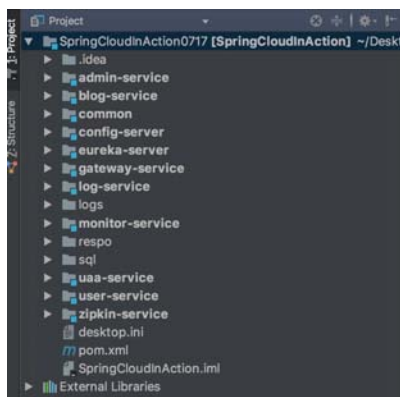 Project
SpringCloudInAction0717 [SpringCloudInAction] ~/Deskt
.idea
admin-service
blog-service
common
config-server
eureka-server
gateway-service
log-service
logs
monitor-service
respo
sql
uaa-service
user-service
zipkin-service
desktop.ini
m pom.xml
SpringCloudInAction.iml
External Libraries
1: Project
Z: Structure